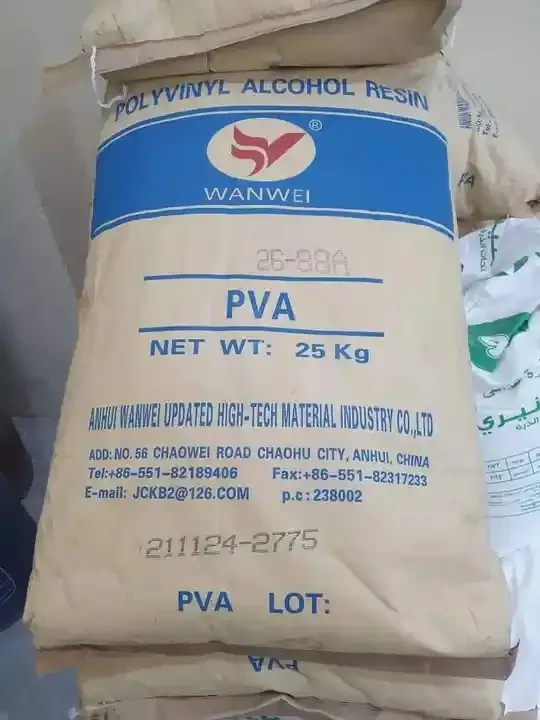 POLYVINYL ALCOHOL RESIN
®
WANWEI
26-88A
PVA
NET WT: 25 Kg
ANHUI WANWEI UPDATED HIGH-TECH MATERIAL INDUSTRY CO.,LTD
ADD: NO. 56 CHAOWEI ROAD CHAOHU CITY, ANHUI, CHINA
Tel:+86-551-82189406 Fax:+86-551-82317233
E-mail: JCKB2@126.COM p.c:238002
211124-2775
PVA LOT:
PVA